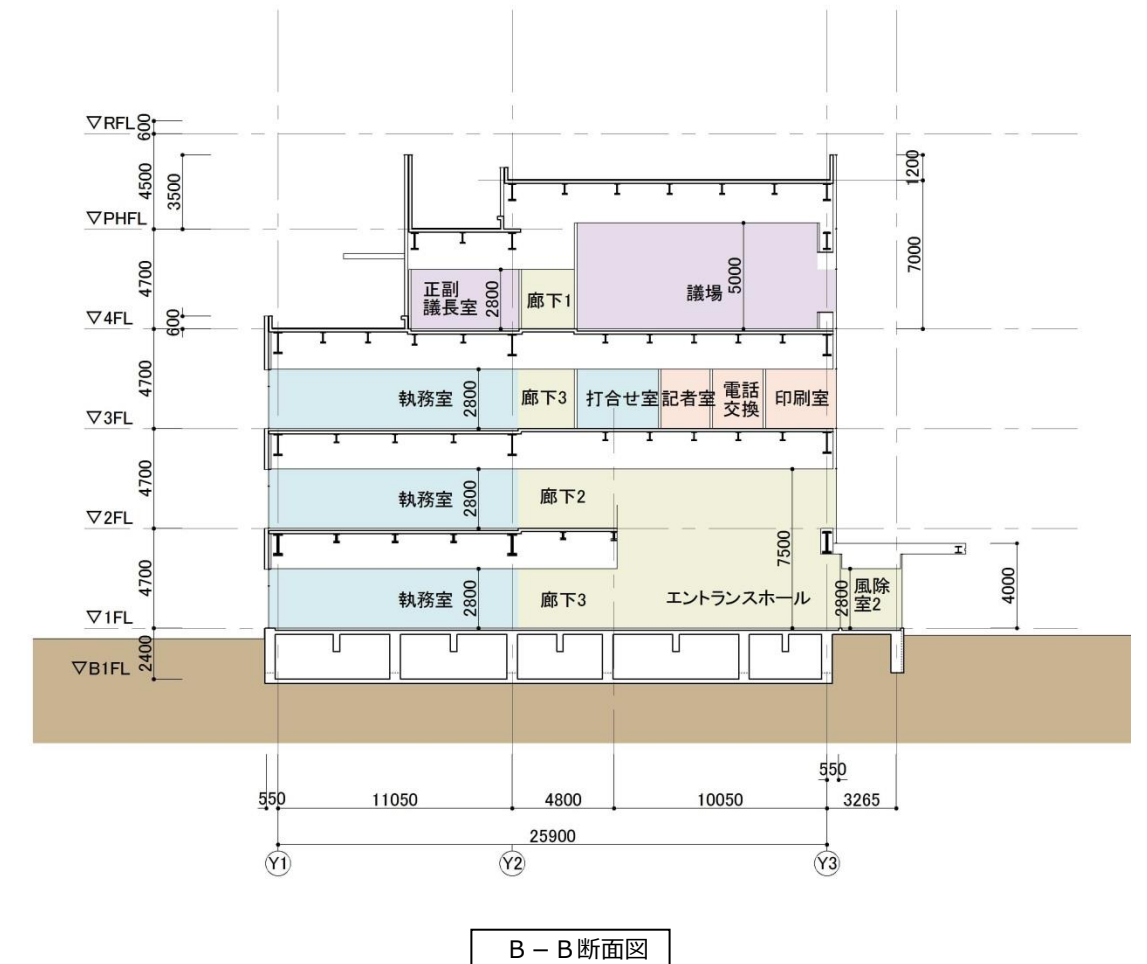 ▽RFL
600
4500
3500
1200
▽PHFL
7000
4700
正副
議長室
2800
廊下1
議場
5000
▽4FL
600
4700
執務室
2800
廊下3
打合せ室
記者室
電話
交換
印刷室
▽3FL
4700
執務室
2800
廊下2
▽2FL
7500
4700
執務室
2800
廊下3
エントランスホール
2800
風除
室2
4000
▽1FL
2400
▽B1FL
550
550
11050
4800
10050
3265
25900
Y1
Y2
Y3
B－B断面図